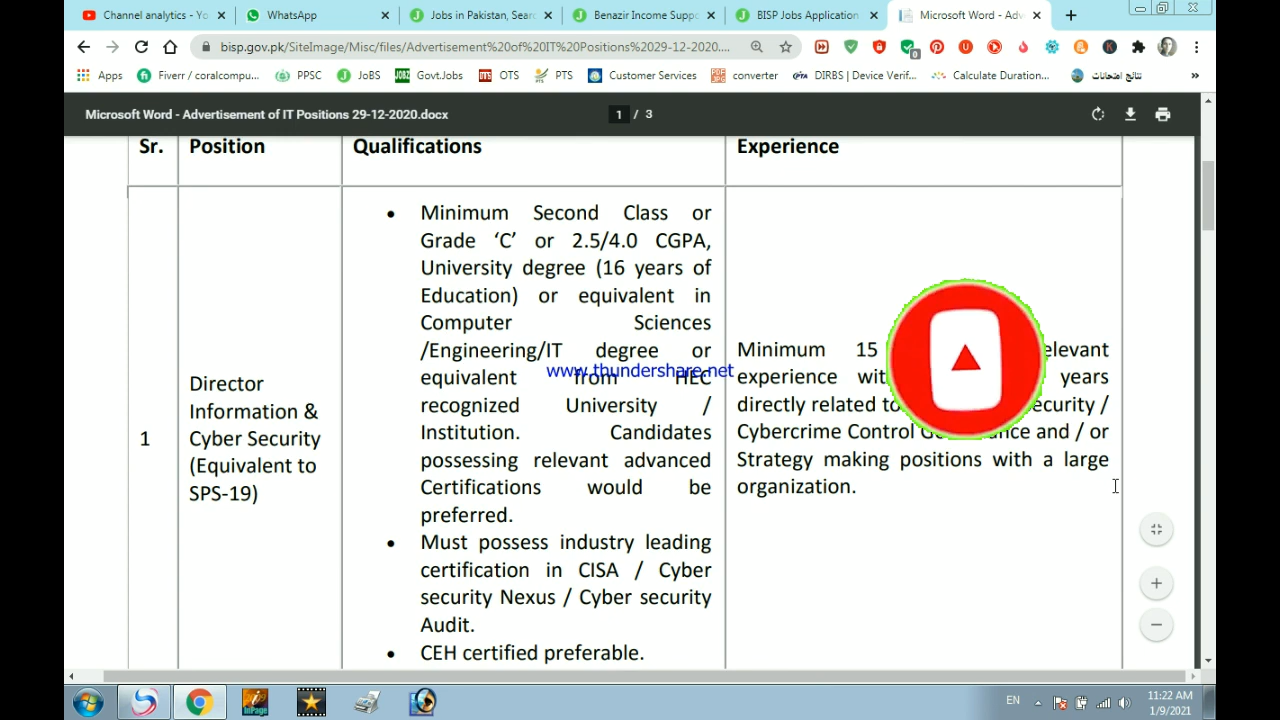 Channel analytics - Yo
WhatsApp
Jobs in Pakistan, Sear
Benazir Income Suppo
BISP Jobs Application
Microsoft Word - Adv
bisp.gov.pk/SiteImage/Misc/files/Advertisement%20of%20IT%20Positions%2029-12-2020....
Apps
Fiverr / coralcompu...
PPSC
JoBS
Govt.Jobs
OTS
PTS
Customer Services
converter
DIRBS | Device Verif...
Calculate Duration...
نتائج امتحانات
»
Microsoft Word - Advertisement of IT Positions 29-12-2020.docx
1 / 3
Sr.
Position
Qualifications
Experience
1
Director
Information &
Cyber Security
(Equivalent to
SPS-19)
• Minimum Second Class or
Grade ‘C’ or 2.5/4.0 CGPA,
University degree (16 years of
Education) or equivalent in
Computer Sciences
/Engineering/IT degree or
equivalent from HEC
recognized University /
Institution. Candidates
possessing relevant advanced
Certifications would be
preferred.
• Must possess industry leading
certification in CISA / Cyber
security Nexus / Cyber security
Audit.
• CEH certified preferable.
Minimum 15 elevant
experience wit years
directly related to ecurity /
Cybercrime Control and / or
Strategy making positions with a large
organization.
www.thundershare.net
EN
11:22 AM
1/9/2021